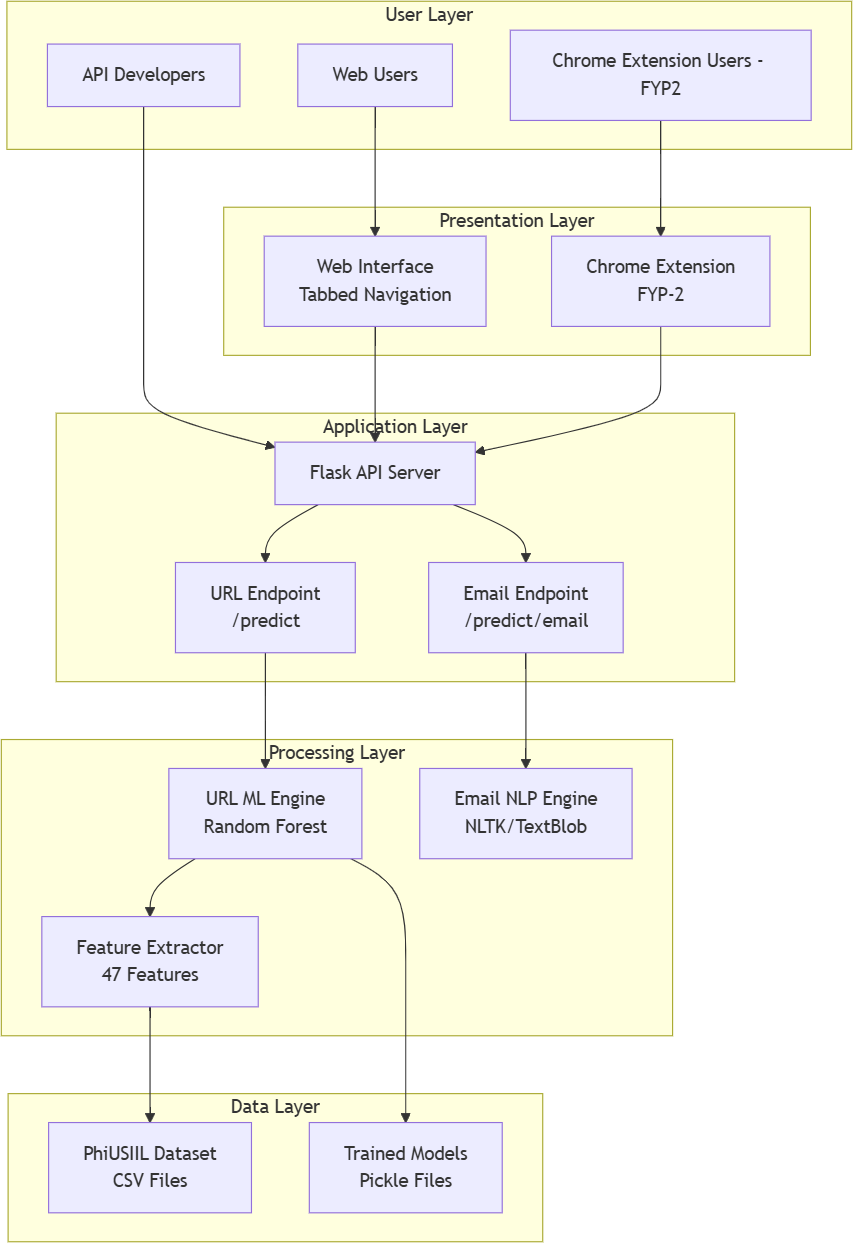 User Layer
API Developers
Web Users
Chrome Extension Users -
FYP2
Presentation Layer
Web Interface
Tabbed Navigation
Chrome Extension
FYP-2
Application Layer
Flask API Server
URL Endpoint
/predict
Email Endpoint
/predict/email
Processing Layer
URL ML Engine
Random Forest
Email NLP Engine
NLTK/TextBlob
Feature Extractor
47 Features
Data Layer
PhiUSIIL Dataset
CSV Files
Trained Models
Pickle Files